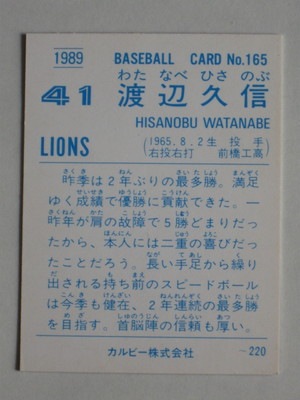 1989 BASEBALL CARD No.165
わた なべ ひさ のぶ
41 渡辺久信
HISANOBU WATANABE
LIONS (1965.8.2生 投手 右投右打 前橋工高)
昨季は2年ぶりの最多勝。満足
ゆく成績で優勝に貢献できた。一
昨年が肩の故障で5勝どまりだっ
たから、本人には二重の喜びだっ
たことだろう。長い手足から繰り
出される持ち前のスピードボール
は今季も健在、2年連続の最多勝
を目指す。首脳陣の信頼も厚い。
カルビー株式会社
-220